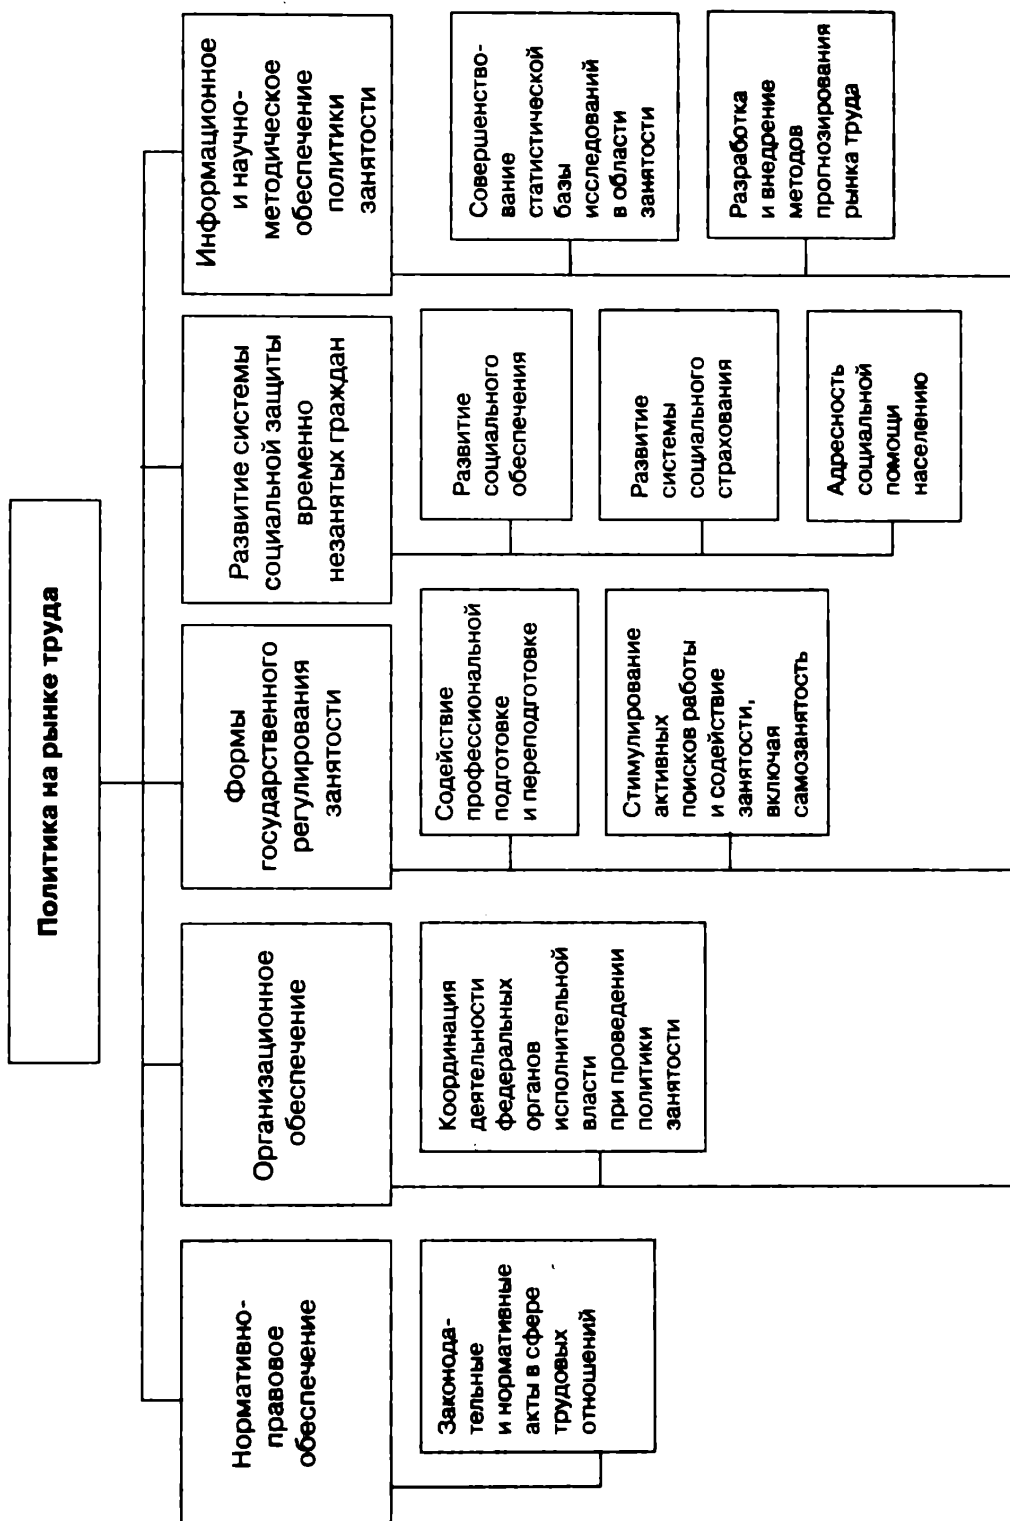 Политика на рынке труда
Нормативно-
правовое
обеспечение
Организационное
обеспечение
Формы
государственного
регулирования
занятости
Развитие системы
социальной защиты
временно
незанятых граждан
Информационное
и научно-
методическое
обеспечение
политики
занятости
Законода-
тельные
и нормативные
акты в сфере
трудовых
отношений
Координация
деятельности
федеральных
органов
исполнительной
власти
при проведении
политики
занятости
Содействие
профессиональной
подготовке
и переподготовке
Стимулирование
активных
поисков работы
и содействие
занятости,
включая
самозанятость
Развитие
социального
обеспечения
Развитие
системы
социального
страхования
Адресность
социальной
помощи
населению
Совершенство-
вание
статистической
базы
исследований
в области
занятости
Разработка
и внедрение
методов
прогнозирования
рынка труда